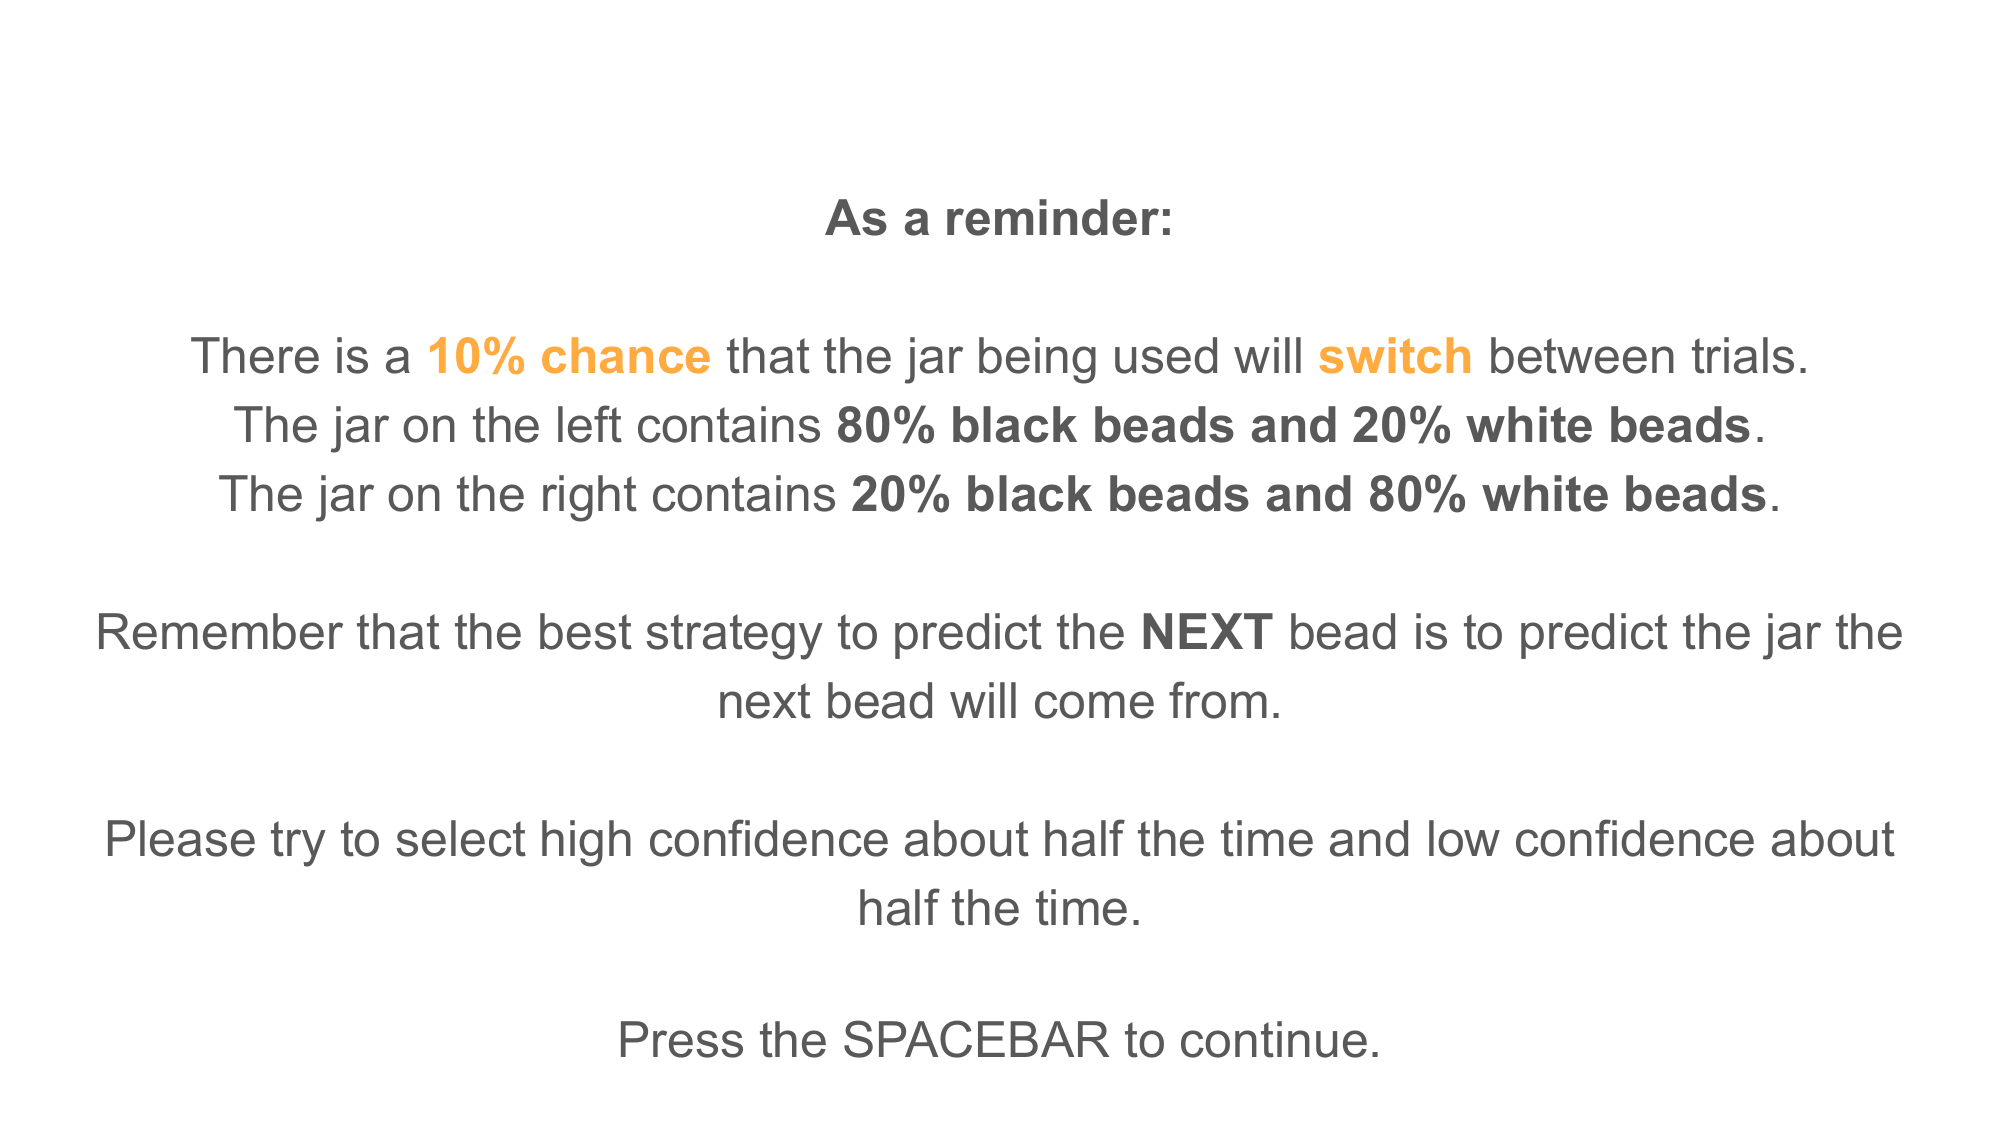 As a reminder:
There is a 10% chance that the jar being used will switch between trials.
The jar on the left contains 80% black beads and 20% white beads.
The jar on the right contains 20% black beads and 80% white beads.
Remember that the best strategy to predict the NEXT bead is to predict the jar the
next bead will come from.
Please try to select high confidence about half the time and low confidence about
half the time.
Press the SPACEBAR to continue.